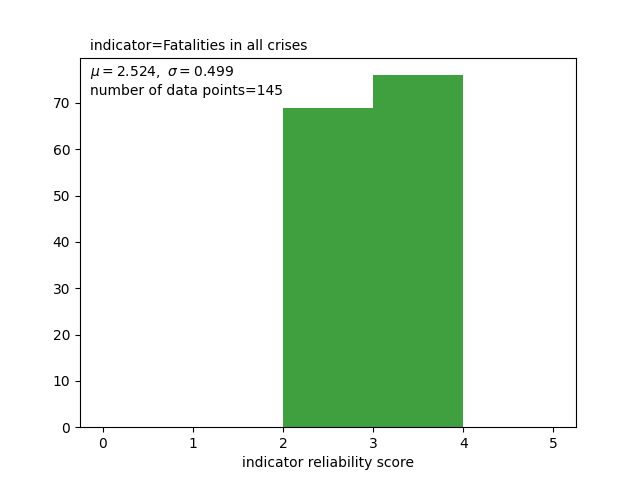 indicator=Fatalities in all crises
μ = 2.524, σ = 0.499
number of data points=145
70
60
50
40
30
20
10
0
0 1 2 3 4 5
indicator reliability score